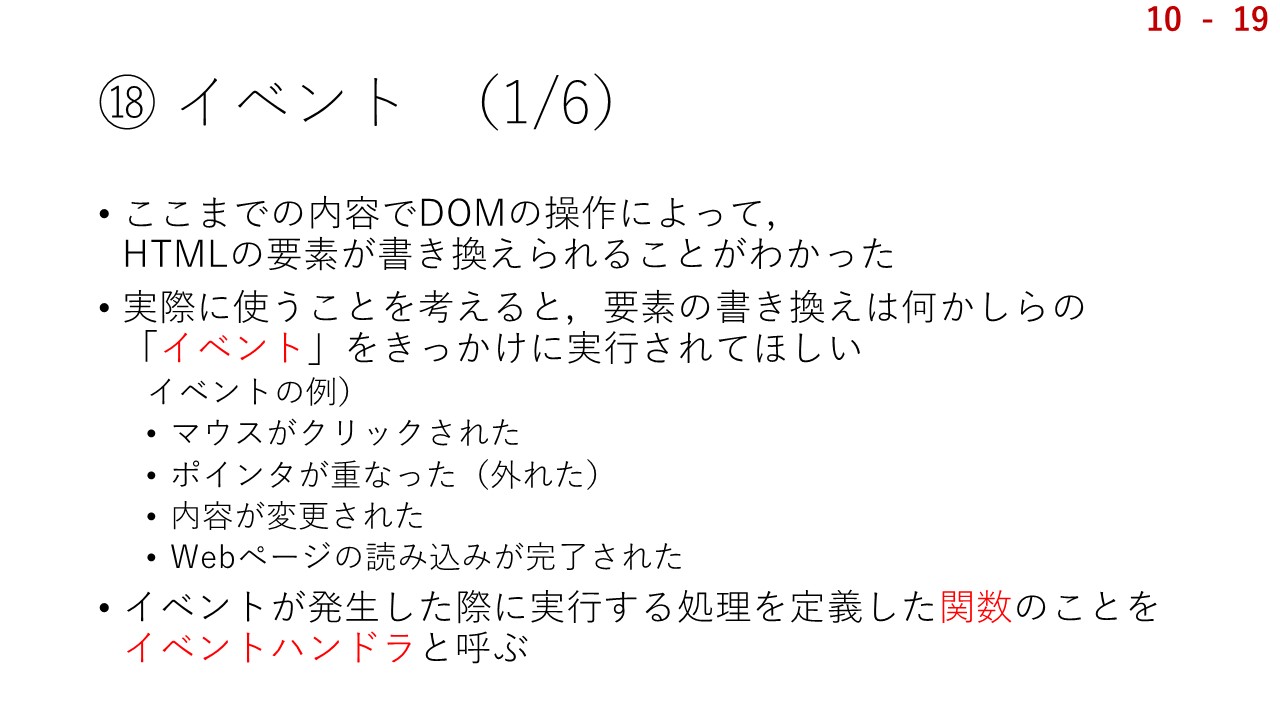 10 - 19
⑱ イベント （1/6）
• ここまでの内容でDOMの操作によって，
HTMLの要素が書き換えられることがわかった
• 実際に使うことを考えると，要素の書き換えは何かしらの
「イベント」をきっかけに実行されてほしい
イベントの例）
• マウスがクリックされた
• ポインタが重なった（外れた）
• 内容が変更された
• Webページの読み込みが完了された
• イベントが発生した際に実行する処理を定義した関数のことを
イベントハンドラと呼ぶ